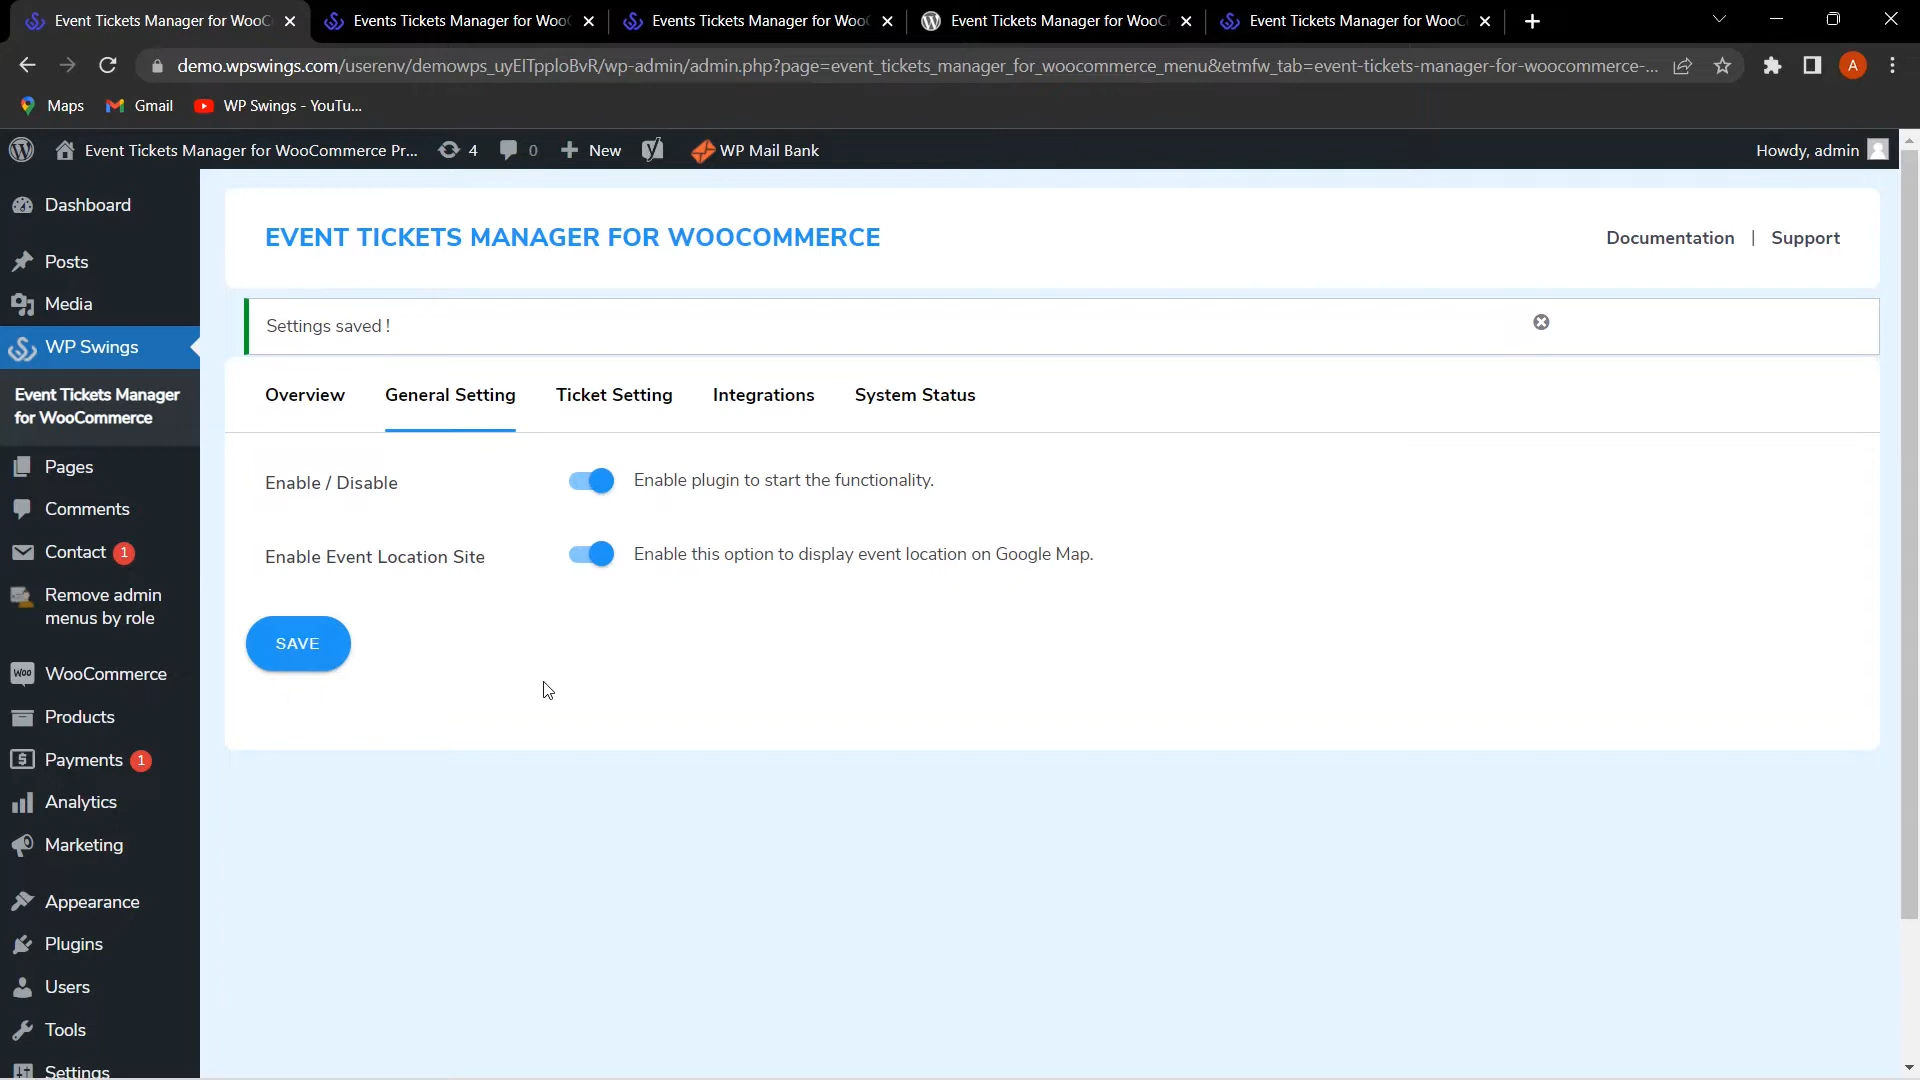 Event Tickets Manager for WooC
Events Tickets Manager for Woo
Events Tickets Manager for Woo
Event Tickets Manager for WooC
Event Tickets Manager for WooC
demo.wpswings.com/userenv/demowps_uyEITpploBvR/wp-admin/admin.php?page=event_tickets_manager_for_woocommerce_menu&etmfw_tab=event-tickets-manager-for-woocommerce-...
A
Maps
Gmail
WP Swings - YouTu...
Event Tickets Manager for WooCommerce Pr...
4
0
New
WP Mail Bank
Howdy, admin
Dashboard
Posts
Media
WP Swings
Event Tickets Manager
for WooCommerce
Pages
Comments
Contact 1
Remove admin
menus by role
Woo WooCommerce
Products
Payments 1
Analytics
Marketing
Appearance
Plugins
Users
Tools
Settings
EVENT TICKETS MANAGER FOR WOOCOMMERCE
Documentation | Support
Settings saved !
Overview
General Setting
Ticket Setting
Integrations
System Status
Enable / Disable
Enable plugin to start the functionality.
Enable Event Location Site
Enable this option to display event location on Google Map.
SAVE